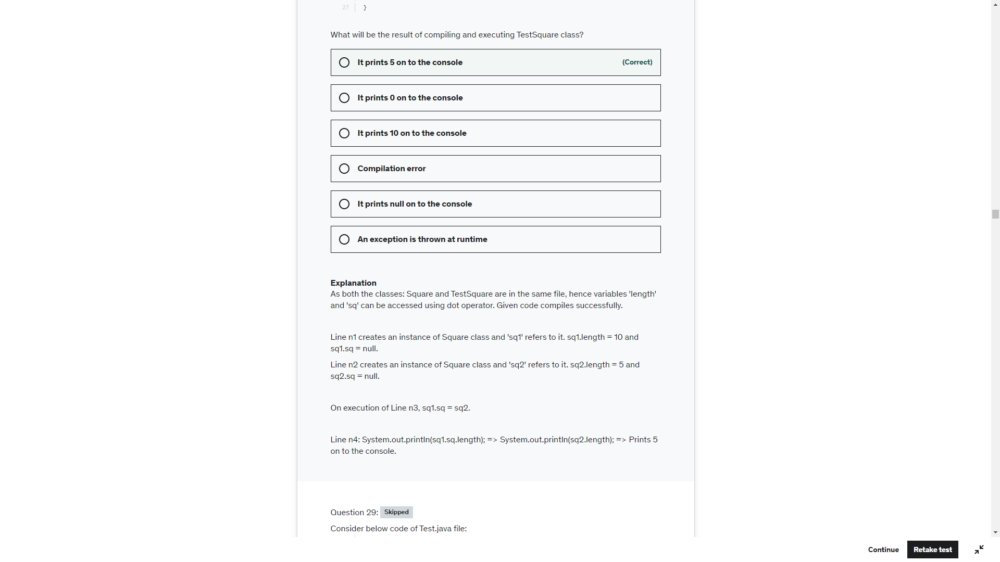 27 }
What will be the result of compiling and executing TestSquare class?
It prints 5 on to the console (Correct)
It prints 0 on to the console
It prints 10 on to the console
Compilation error
It prints null on to the console
An exception is thrown at runtime
Explanation
As both the classes: Square and TestSquare are in the same file, hence variables 'length'
and 'sq' can be accessed using dot operator. Given code compiles successfully.
Line n1 creates an instance of Square class and 'sq1' refers to it. sq1.length = 10 and
sq1.sq = null.
Line n2 creates an instance of Square class and 'sq2' refers to it. sq2.length = 5 and
sq2.sq = null.
On execution of Line n3, sq1.sq = sq2.
Line n4: System.out.println(sq1.sq.length); => System.out.println(sq2.length); => Prints 5
on to the console.
Question 29: Skipped
Consider below code of Test.java file:
Continue Retake test